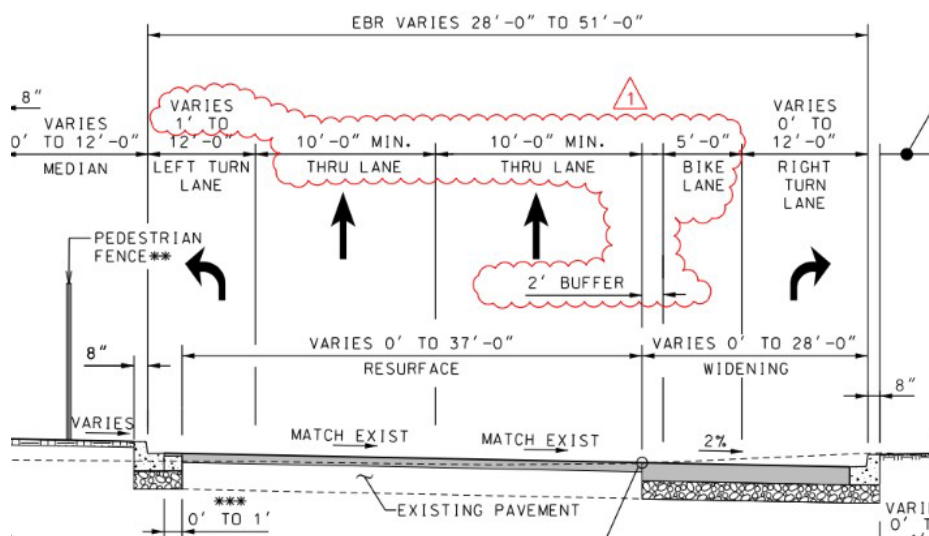 EBR VARIES 28'-0" TO 51'-0"
8"
VARIES
0' TO 12'-0"
MEDIAN
VARIES
1' TO
12'-0"
LEFT TURN
LANE
10'-0" MIN.
THRU LANE
10'-0" MIN.
THRU LANE
1
5'-0"
BIKE
LANE
VARIES
0' TO
12'-0"
RIGHT
TURN
LANE
PEDESTRIAN
FENCE**
2' BUFFER
VARIES 0' TO 37'-0"
RESURFACE
VARIES 0' TO 28'-0"
WIDENING
8"
8"
VARIES
MATCH EXIST
MATCH EXIST
2%
***
0' TO 1'
EXISTING PAVEMENT